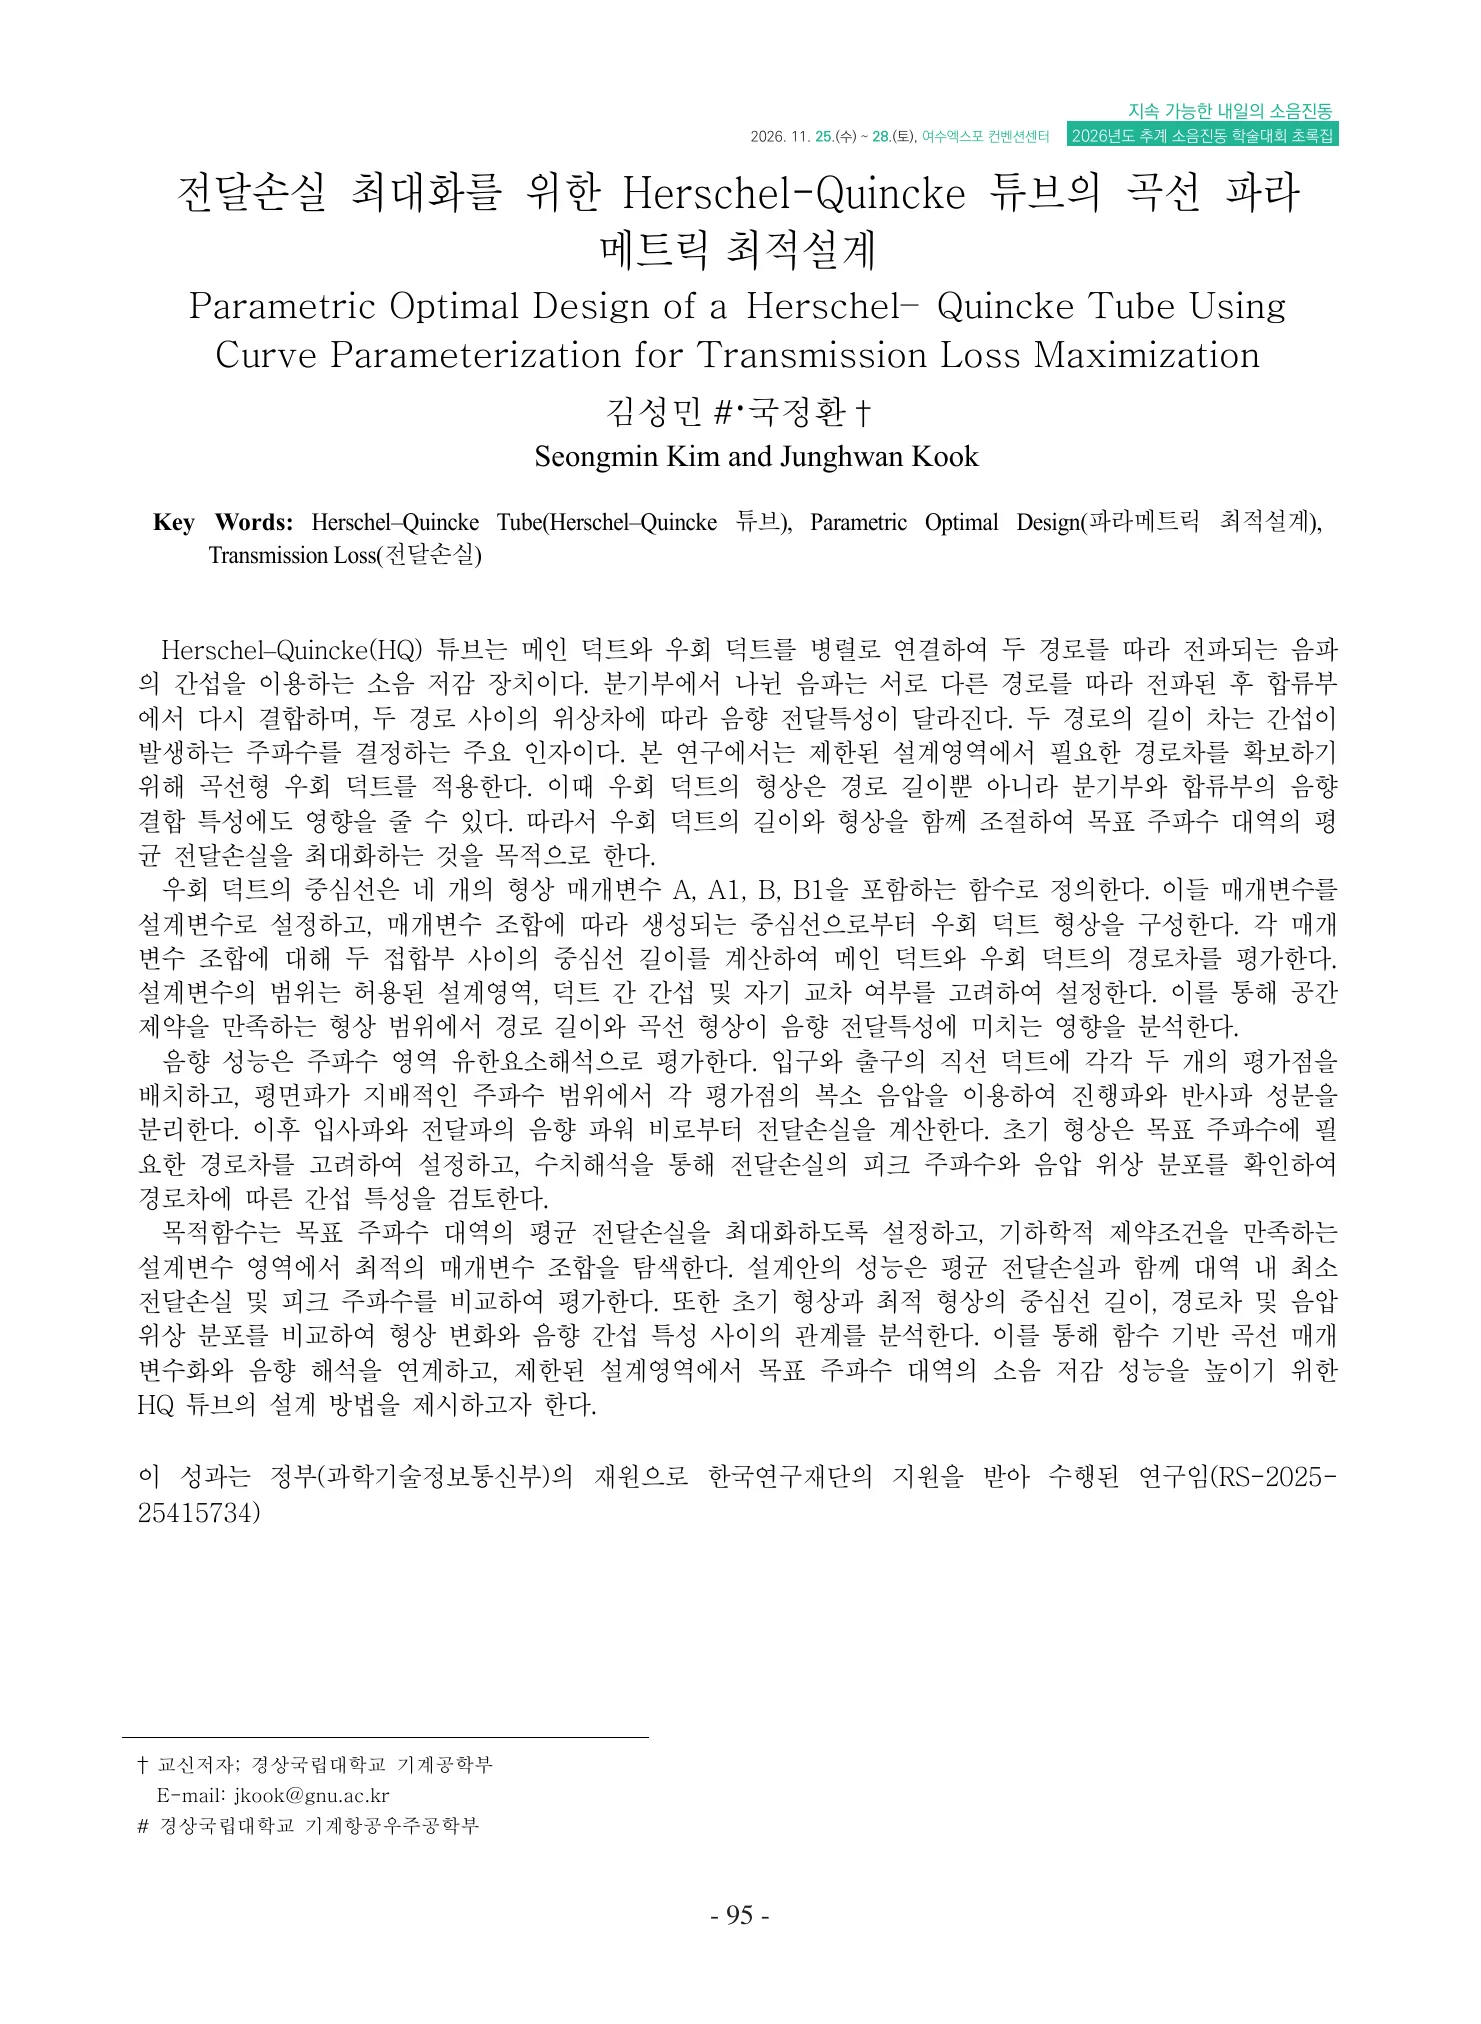 지속 가능한 내일의 소음진동
2026. 11. 25.(수) ~ 28.(토), 여수엑스포 컨벤션센터 2026년도 추계 소음진동 학술대회 초록집
전달손실 최대화를 위한 Herschel-Quincke 튜브의 곡선 파라
메트릭 최적설계
Parametric Optimal Design of a Herschel– Quincke Tube Using
Curve Parameterization for Transmission Loss Maximization
김성민 #·국정환 †
Seongmin Kim and Junghwan Kook
Key Words: Herschel–Quincke Tube(Herschel–Quincke 튜브), Parametric Optimal Design(파라메트릭 최적설계),
Transmission Loss(전달손실)
Herschel–Quincke(HQ) 튜브는 메인 덕트와 우회 덕트를 병렬로 연결하여 두 경로를 따라 전파되는 음파
의 간섭을 이용하는 소음 저감 장치이다. 분기부에서 나뉜 음파는 서로 다른 경로를 따라 전파된 후 합류부
에서 다시 결합하며, 두 경로 사이의 위상차에 따라 음향 전달특성이 달라진다. 두 경로의 길이 차는 간섭이
발생하는 주파수를 결정하는 주요 인자이다. 본 연구에서는 제한된 설계영역에서 필요한 경로차를 확보하기
위해 곡선형 우회 덕트를 적용한다. 이때 우회 덕트의 형상은 경로 길이뿐 아니라 분기부와 합류부의 음향
결합 특성에도 영향을 줄 수 있다. 따라서 우회 덕트의 길이와 형상을 함께 조절하여 목표 주파수 대역의 평
균 전달손실을 최대화하는 것을 목적으로 한다.
우회 덕트의 중심선은 네 개의 형상 매개변수 A, A1, B, B1을 포함하는 함수로 정의한다. 이들 매개변수를
설계변수로 설정하고, 매개변수 조합에 따라 생성되는 중심선으로부터 우회 덕트 형상을 구성한다. 각 매개
변수 조합에 대해 두 접합부 사이의 중심선 길이를 계산하여 메인 덕트와 우회 덕트의 경로차를 평가한다.
설계변수의 범위는 허용된 설계영역, 덕트 간 간섭 및 자기 교차 여부를 고려하여 설정한다. 이를 통해 공간
제약을 만족하는 형상 범위에서 경로 길이와 곡선 형상이 음향 전달특성에 미치는 영향을 분석한다.
음향 성능은 주파수 영역 유한요소해석으로 평가한다. 입구와 출구의 직선 덕트에 각각 두 개의 평가점을
배치하고, 평면파가 지배적인 주파수 범위에서 각 평가점의 복소 음압을 이용하여 진행파와 반사파 성분을
분리한다. 이후 입사파와 전달파의 음향 파워 비로부터 전달손실을 계산한다. 초기 형상은 목표 주파수에 필
요한 경로차를 고려하여 설정하고, 수치해석을 통해 전달손실의 피크 주파수와 음압 위상 분포를 확인하여
경로차에 따른 간섭 특성을 검토한다.
목적함수는 목표 주파수 대역의 평균 전달손실을 최대화하도록 설정하고, 기하학적 제약조건을 만족하는
설계변수 영역에서 최적의 매개변수 조합을 탐색한다. 설계안의 성능은 평균 전달손실과 함께 대역 내 최소
전달손실 및 피크 주파수를 비교하여 평가한다. 또한 초기 형상과 최적 형상의 중심선 길이, 경로차 및 음압
위상 분포를 비교하여 형상 변화와 음향 간섭 특성 사이의 관계를 분석한다. 이를 통해 함수 기반 곡선 매개
변수화와 음향 해석을 연계하고, 제한된 설계영역에서 목표 주파수 대역의 소음 저감 성능을 높이기 위한
HQ 튜브의 설계 방법을 제시하고자 한다.
이 성과는 정부(과학기술정보통신부)의 재원으로 한국연구재단의 지원을 받아 수행된 연구임(RS-2025-
25415734)
† 교신저자; 경상국립대학교 기계공학부
E-mail: jkook@gnu.ac.kr
# 경상국립대학교 기계항공우주공학부
- 95 -